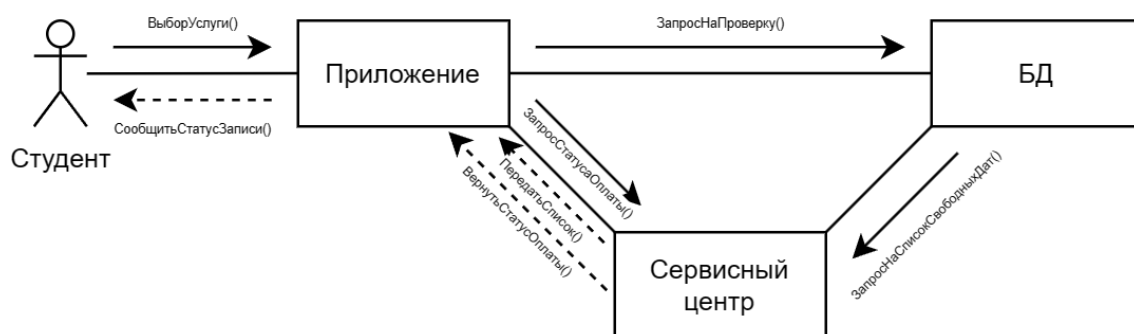 ВыборУслуги()
ЗапросНаПроверку()
Приложение
БД
СообщитьСтатусЗаписи()
Студент
ЗапросСтатусаОплаты()
ПередатьСписок()
ВернутьСтатусОплаты()
ЗапросНаСписокСвободныхДат()
Сервисный
центр